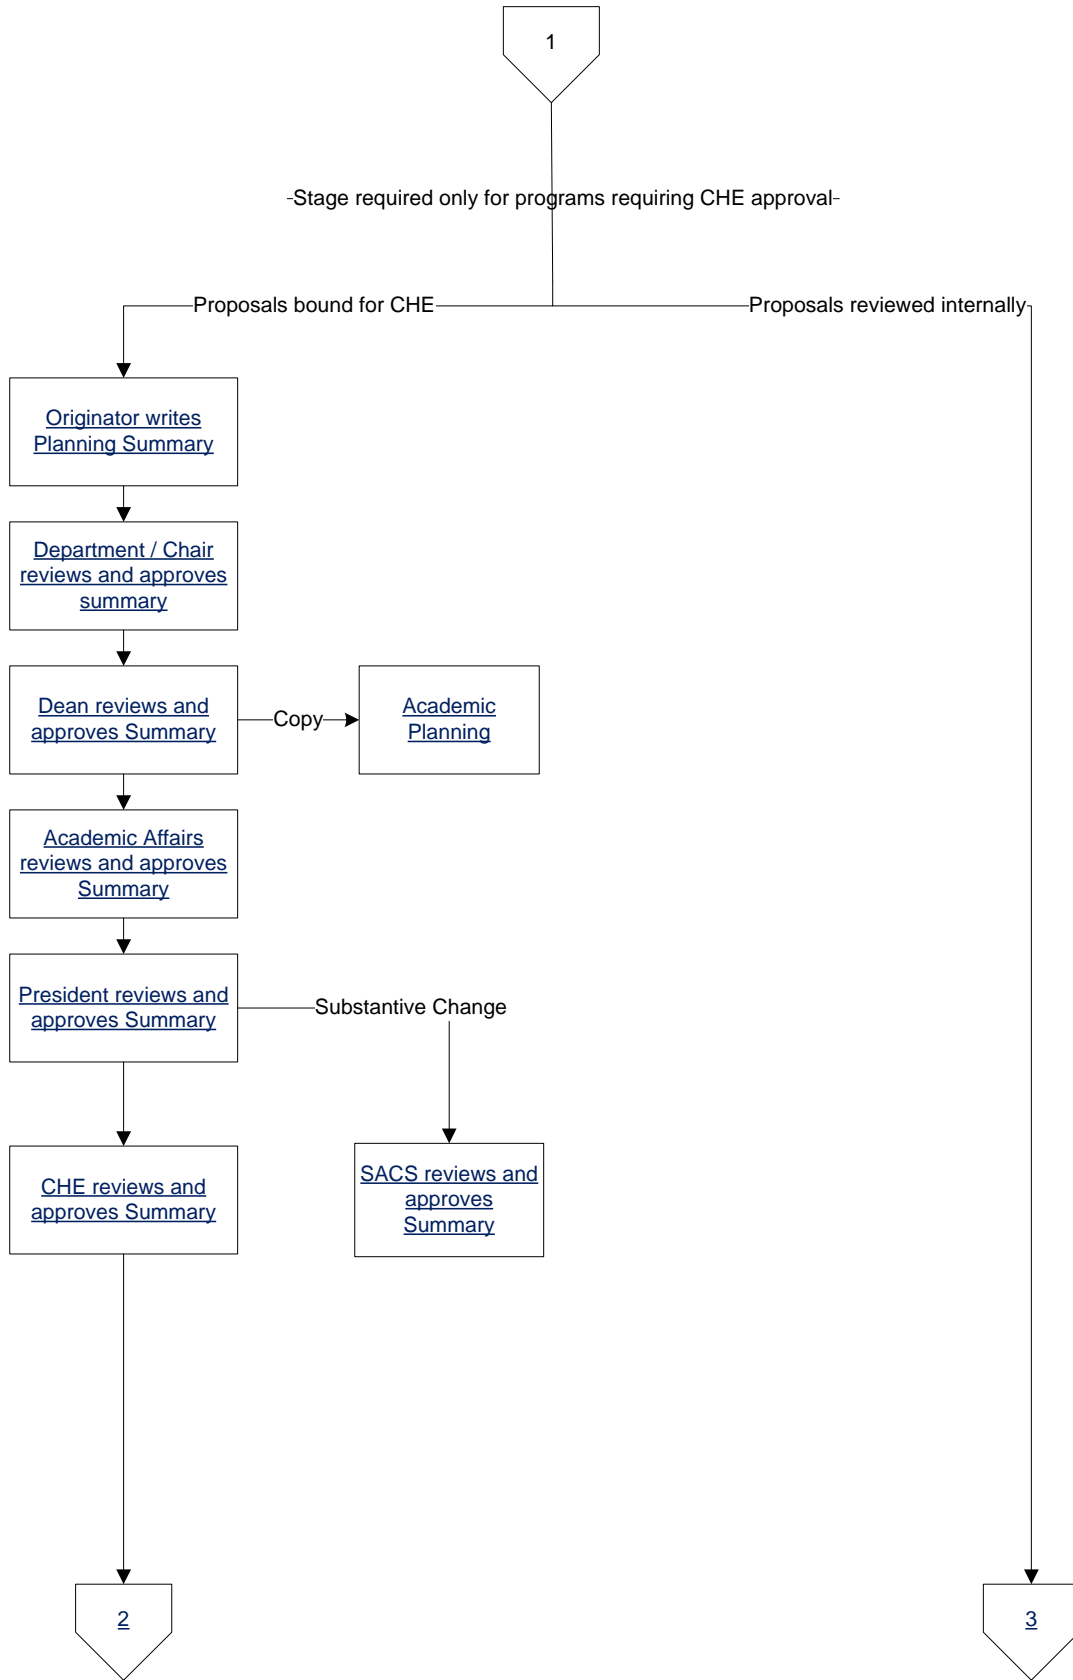 1
-Stage required only for programs requiring CHE approval-
Proposals bound for CHE
Proposals reviewed internally
Originator writes
Planning Summary
Department / Chair
reviews and approves
summary
Dean reviews and
approves Summary
Copy
Academic
Planning
Academic Affairs
reviews and approves
Summary
President reviews and
approves Summary
Substantive Change
CHE reviews and
approves Summary
SACS reviews and
approves
Summary
2
3